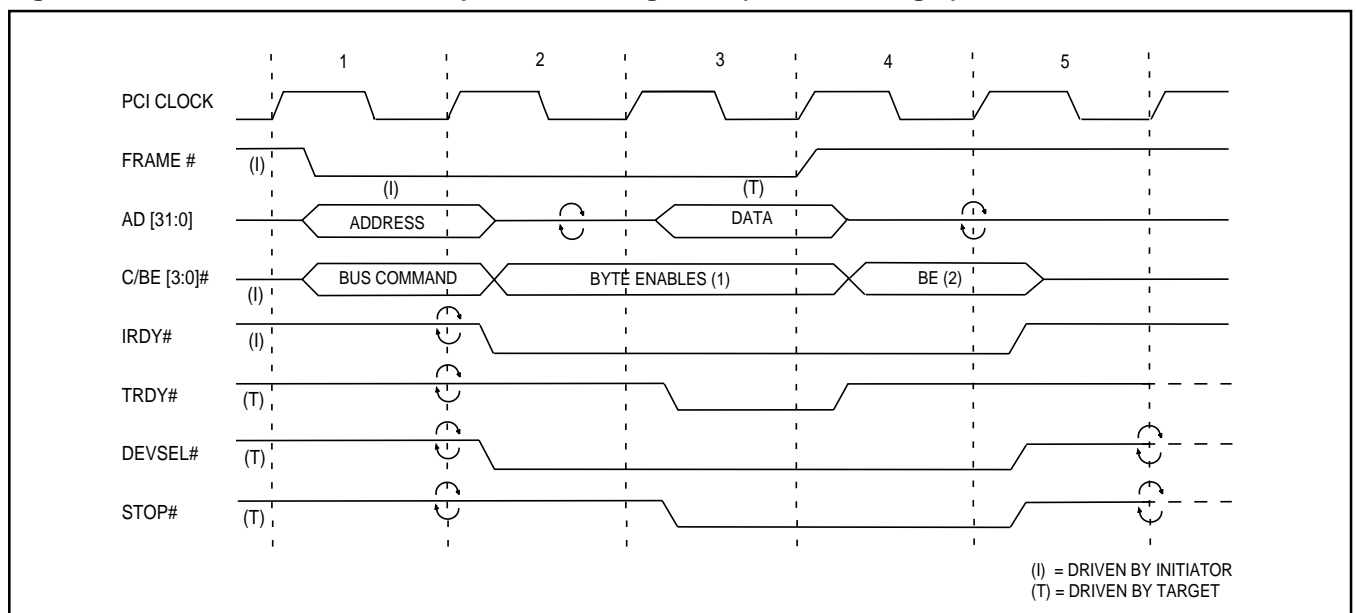 1 2 3 4 5
PCI CLOCK
FRAME # (I)
(I) (T)
AD [31:0] ADDRESS DATA
C/BE [3:0]# (I) BUS COMMAND BYTE ENABLES (1) BE (2)
IRDY# (I)
TRDY# (T)
DEVSEL# (T)
STOP# (T)
(I) = DRIVEN BY INITIATOR
(T) = DRIVEN BY TARGET